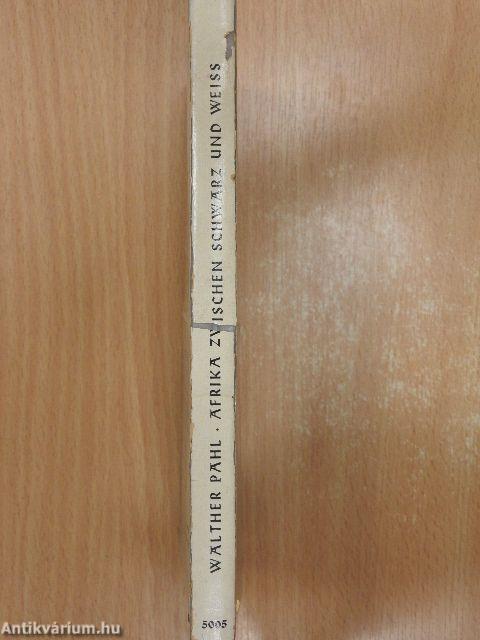 WALTHER PAHL · AFRIKA ZWISCHEN SCHWARZ UND WEISS
5005
Antikvárium.hu